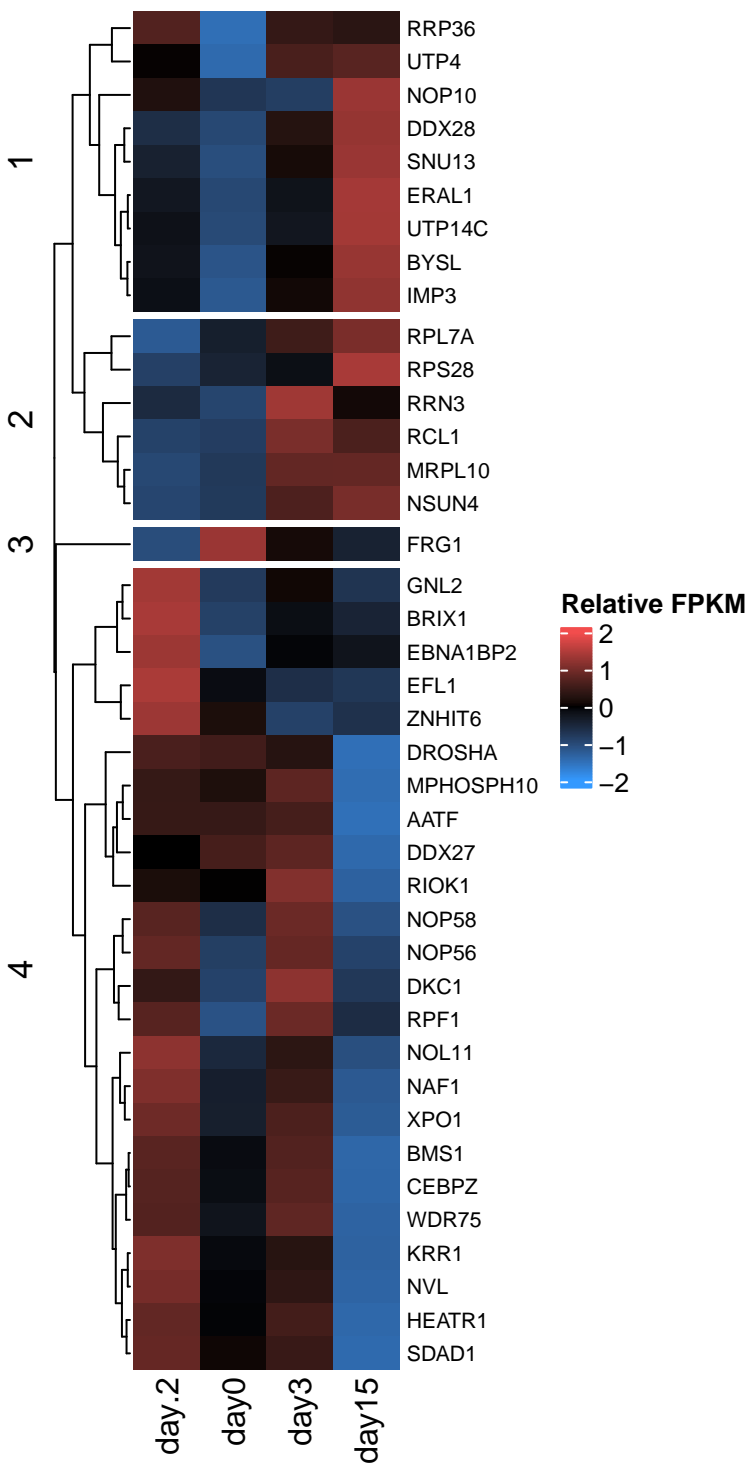 1
RRP36
UTP4
NOP10
DDX28
SNU13
ERAL1
UTP14C
BYSL
IMP3
2
RPL7A
RPS28
RRN3
RCL1
MRPL10
NSUN4
3
FRG1
4
GNL2
BRIX1
EBNA1BP2
EFL1
ZNHIT6
DROSHA
MPHOSPH10
AATF
DDX27
RIOK1
NOP58
NOP56
DKC1
RPF1
NOL11
NAF1
XPO1
BMS1
CEBPZ
WDR75
KRR1
NVL
HEATR1
SDAD1
day.2
day0
day3
day15
Relative FPKM
2
1
0
−1
−2